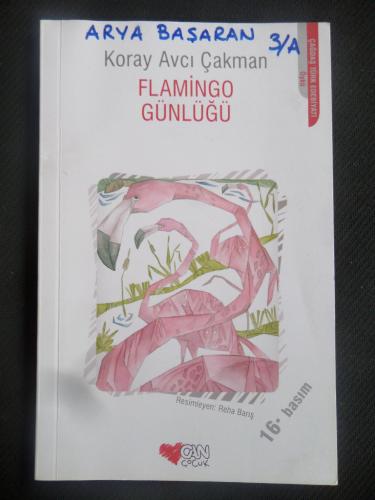 ARYA BAŞARAN 3/A
Koray Avcı Çakman
FLAMİNGO
GÜNLÜĞÜ
ÇAĞDAŞ TÜRK EDEBİYATI
Öykü
Resimleyen: Reha Barış
16. basım
CAN
ÇOCUK